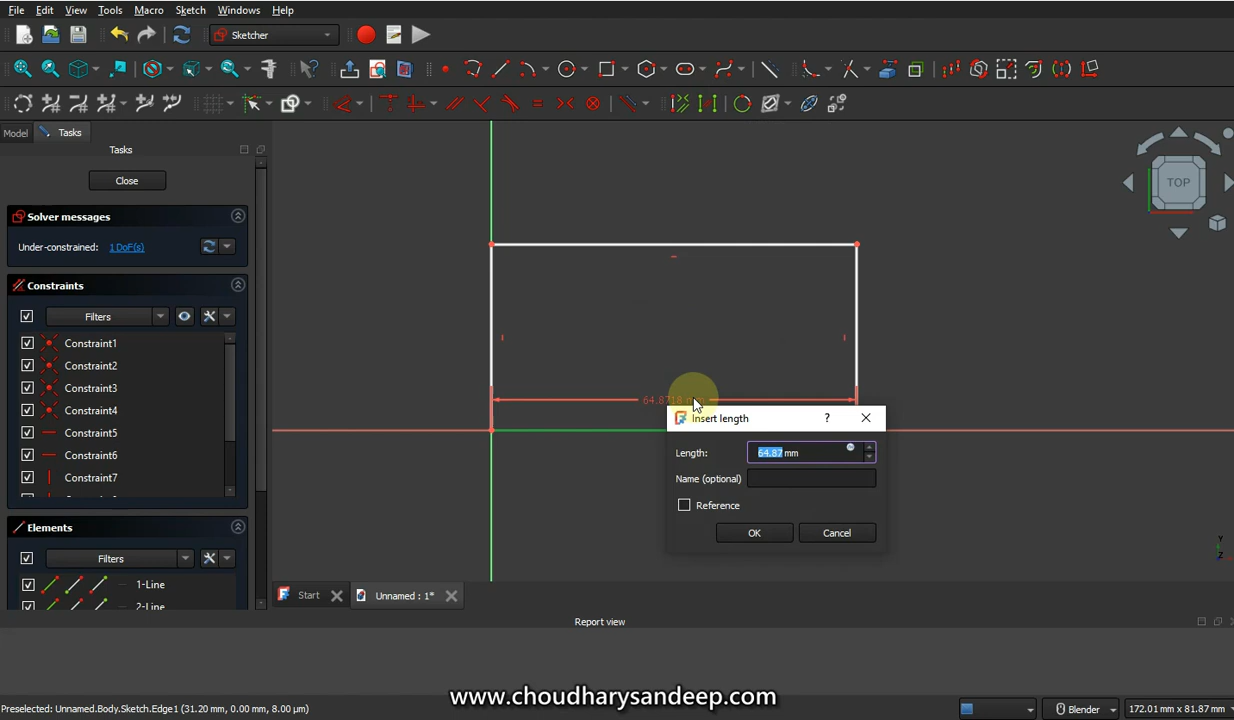 File Edit View Tools Macro Sketch Windows Help
Sketcher
Model Tasks
Tasks
Close
Solver messages
Under-constrained: 1 DoF(s)
Constraints
Filters
Constraint1
Constraint2
Constraint3
Constraint4
Constraint5
Constraint6
Constraint7
Elements
Filters
1-Line
2-Line
TOP
64.8718 mm
Insert length ?
Length: 64.87 mm
Name (optional)
Reference
OK Cancel
Y
Z
Start Unnamed : 1*
Report view
www.choudharysandeep.com
Preselected: Unnamed.Body.Sketch.Edge1 (31.20 mm, 0.00 mm, 8.00 µm) Blender 172.01 mm x 81.87 mm